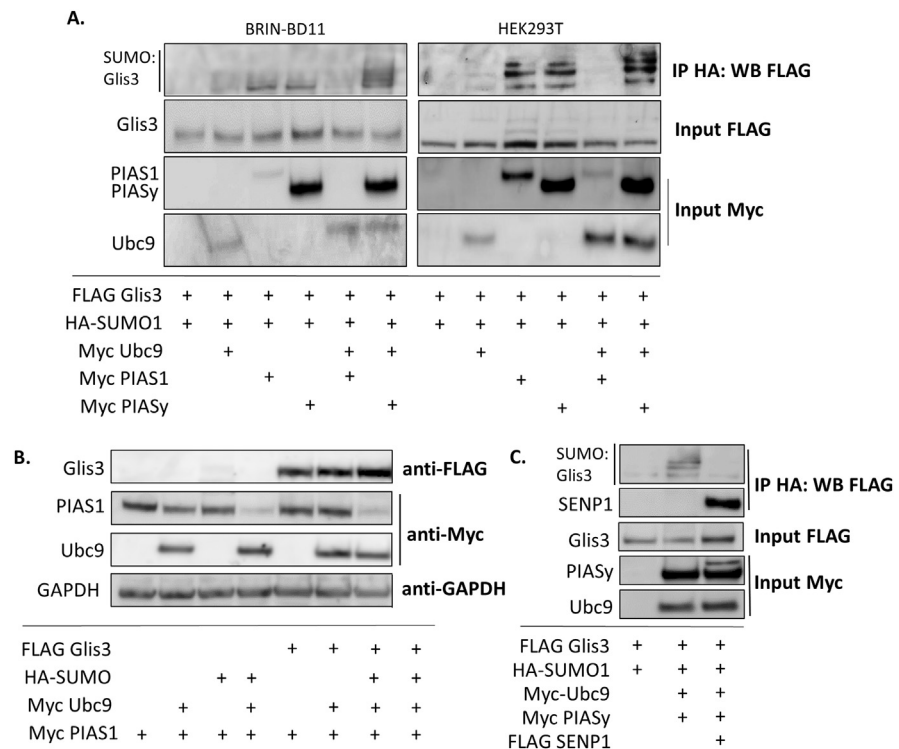 A.
BRIN-BD11 HEK293T
SUMO:
Glis3
IP HA: WB FLAG
Glis3
Input FLAG
PIAS1
PIASy
Input Myc
Ubc9
FLAG Glis3 + + + + + + + + + + + +
HA-SUMO1 + + + + + + + + + + + +
Myc Ubc9 + + + + + +
Myc PIAS1 + + + +
Myc PIASy + + + +
B.
Glis3 anti-FLAG
PIAS1
anti-Myc
Ubc9
GAPDH anti-GAPDH
FLAG Glis3 + + + +
HA-SUMO + + + +
Myc Ubc9 + + + + +
Myc PIAS1 + + + + + + + +
C.
SUMO:
Glis3
IP HA: WB FLAG
SENP1
Glis3 Input FLAG
PIASy
Input Myc
Ubc9
FLAG Glis3 + + +
HA-SUMO1 + + +
Myc-Ubc9 + +
Myc PIASy + +
FLAG SENP1 +